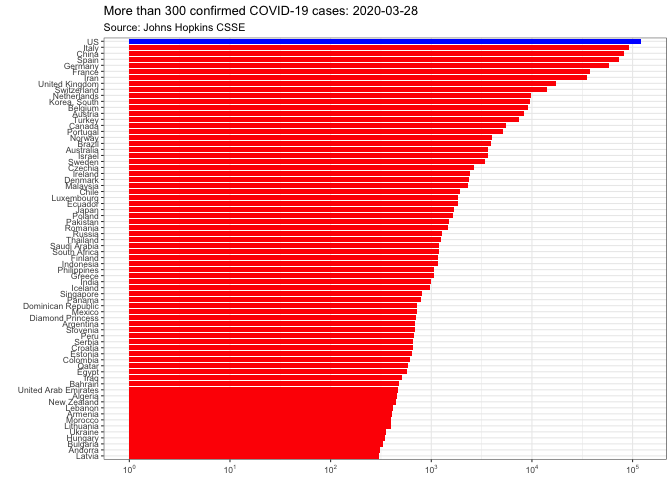 More than 300 confirmed COVID-19 cases: 2020-03-28
Source: Johns Hopkins CSSE
US
Italy
China
Spain
Germany
France
Iran
United Kingdom
Switzerland
Netherlands
Korea, South
Belgium
Austria
Turkey
Canada
Portugal
Norway
Brazil
Australia
Israel
Sweden
Czechia
Ireland
Denmark
Malaysia
Chile
Luxembourg
Ecuador
Japan
Poland
Pakistan
Romania
Russia
Thailand
Saudi Arabia
South Africa
Finland
Indonesia
Philippines
Greece
India
Iceland
Singapore
Panama
Dominican Republic
Mexico
Diamond Princess
Argentina
Slovenia
Peru
Serbia
Croatia
Estonia
Colombia
Qatar
Egypt
Iraq
Bahrain
United Arab Emirates
Algeria
New Zealand
Lebanon
Armenia
Morocco
Lithuania
Ukraine
Hungary
Bulgaria
Andorra
Latvia
10⁰ 10¹ 10² 10³ 10⁴ 10⁵